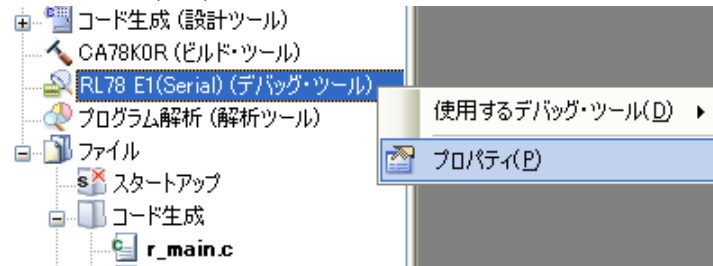 コード生成 (設計ツール)
CA78K0R (ビルド・ツール)
RL78 E1(Serial) (デバッグ・ツール)
使用するデバッグ・ツール(D)
プログラム解析 (解析ツール)
プロパティ(P)
ファイル
スタートアップ
コード生成
r_main.c